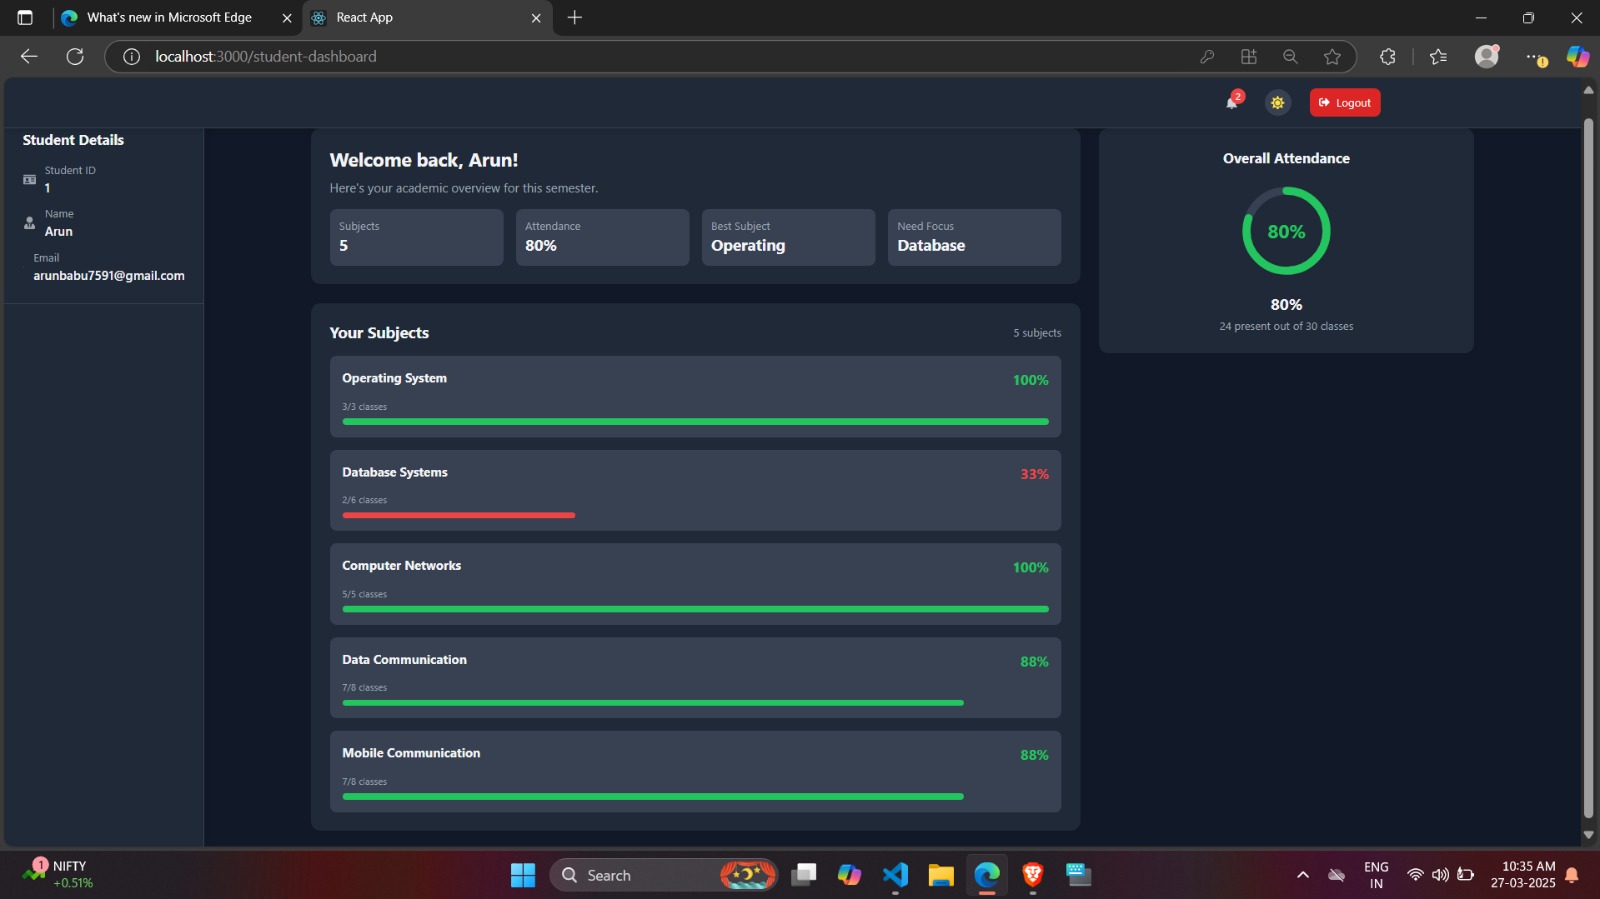 What's new in Microsoft Edge
React App
localhost:3000/student-dashboard
2
Logout
Student Details
Student ID
1
Name
Arun
Email
arunbabu7591@gmail.com
Welcome back, Arun!
Here's your academic overview for this semester.
Subjects
5
Attendance
80%
Best Subject
Operating
Need Focus
Database
Overall Attendance
80%
80%
24 present out of 30 classes
Your Subjects
5 subjects
Operating System
100%
3/3 classes
Database Systems
33%
2/6 classes
Computer Networks
100%
5/5 classes
Data Communication
88%
7/8 classes
Mobile Communication
88%
7/8 classes
1
NIFTY
+0.51%
Search
ENG
IN
10:35 AM
27-03-2025